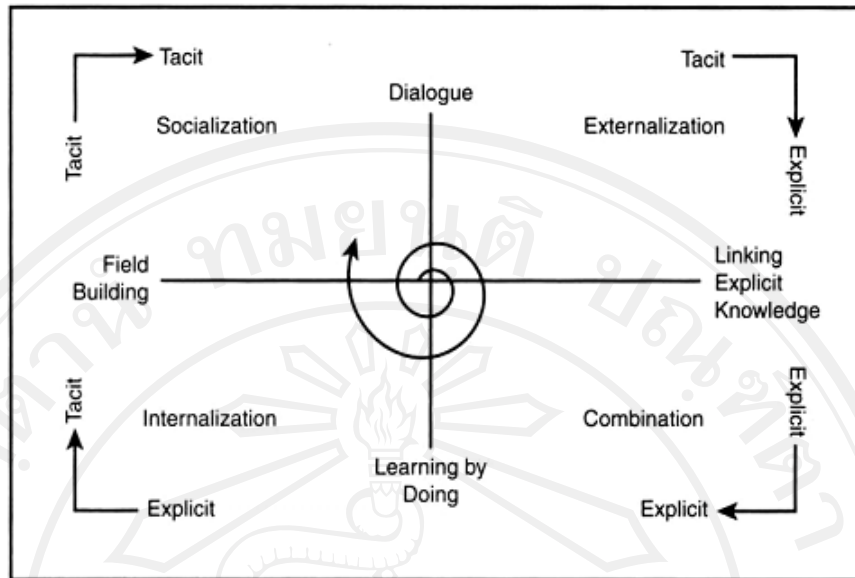 Tacit
Tacit
Dialogue
Socialization
Externalization
Tacit
Explicit
Field
Building
Linking
Explicit
Knowledge
Tacit
Explicit
Internalization
Combination
Learning by
Doing
Explicit
Explicit